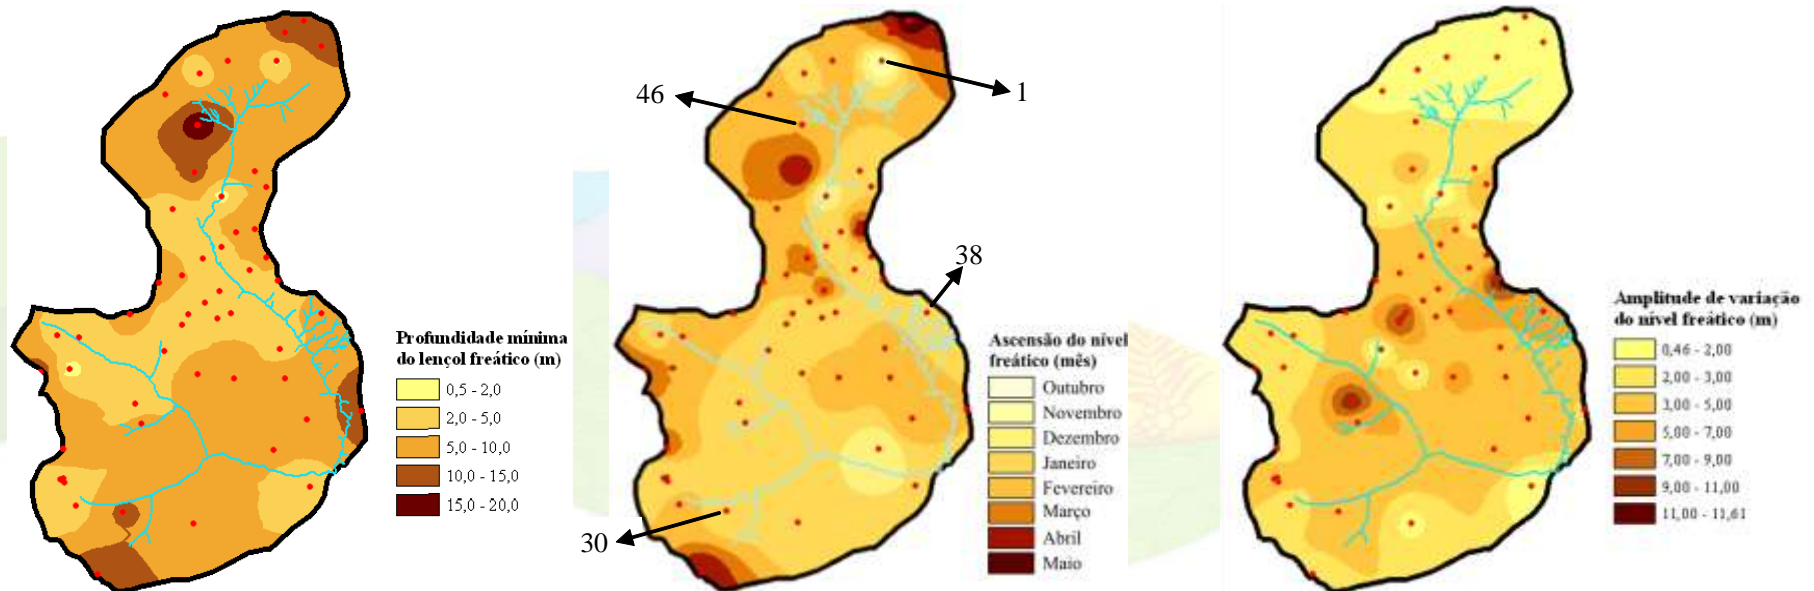 Profundidade mínima
do lençol freático (m)
0,5 - 2,0
2,0 - 5,0
5,0 - 10,0
10,0 - 15,0
15,0 - 20,0
46
1
38
30
Ascensão do nível
freático (mês)
Outubro
Novembro
Dezembro
Janeiro
Fevereiro
Março
Abril
Maio
Amplitude de variação
do nível freático (m)
0,46 - 2,00
2,00 - 3,00
3,00 - 5,00
5,00 - 7,00
7,00 - 9,00
9,00 - 11,00
11,00 - 11,61